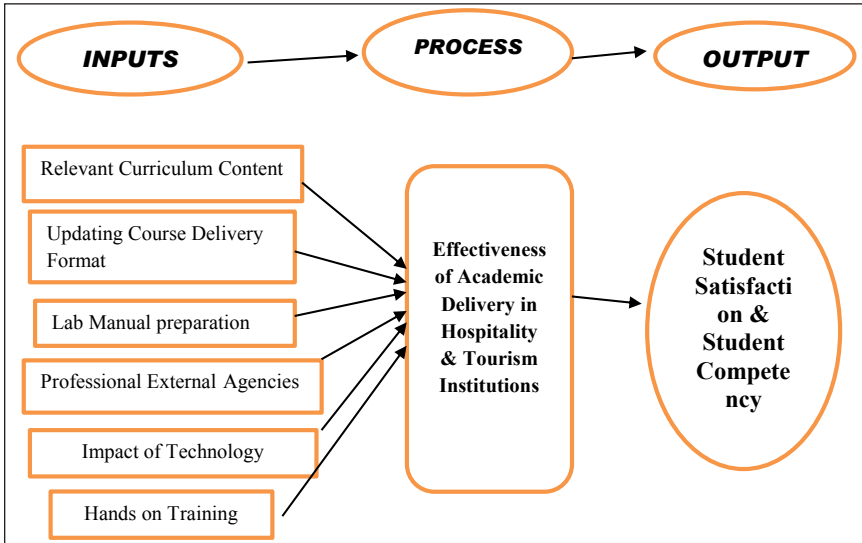 INPUTS
PROCESS
OUTPUT
Relevant Curriculum Content
Updating Course Delivery
Format
Lab Manual preparation
Professional External Agencies
Impact of Technology
Hands on Training
Effectiveness
of Academic
Delivery in
Hospitality
& Tourism
Institutions
Student
Satisfacti
on &
Student
Compete
ncy